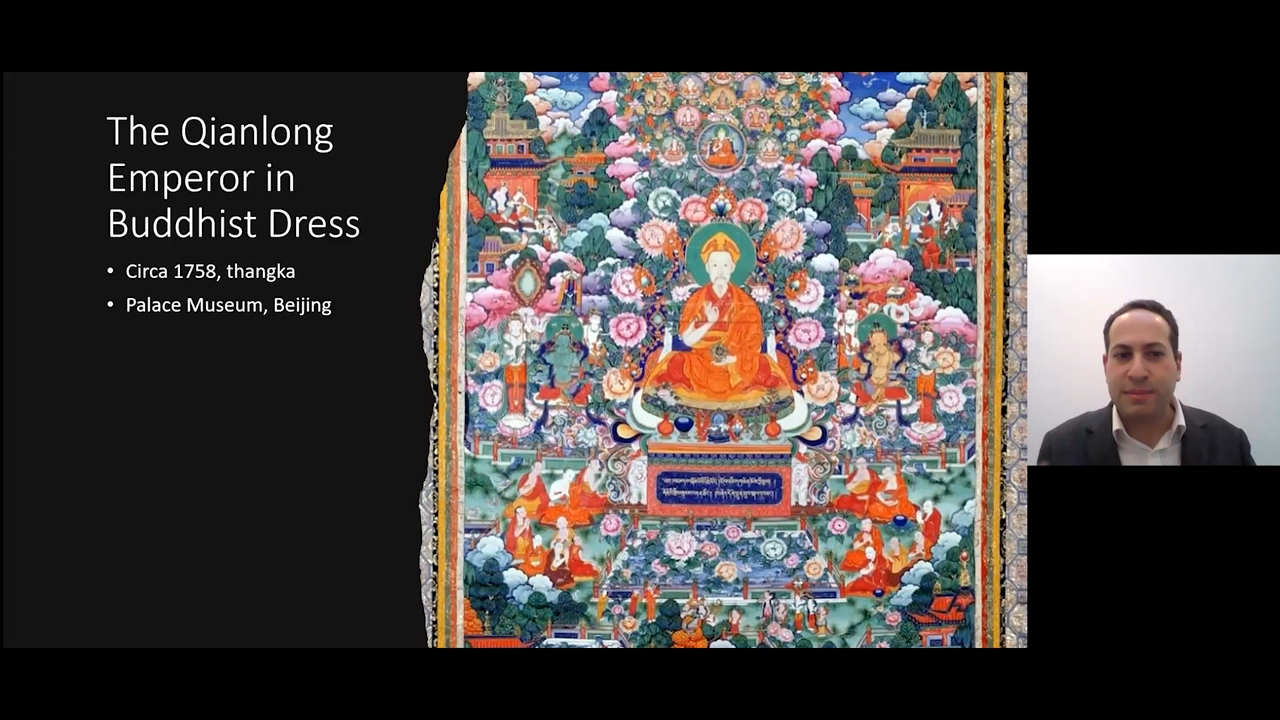 The Qianlong
Emperor in
Buddhist Dress
• Circa 1758, thangka
• Palace Museum, Beijing